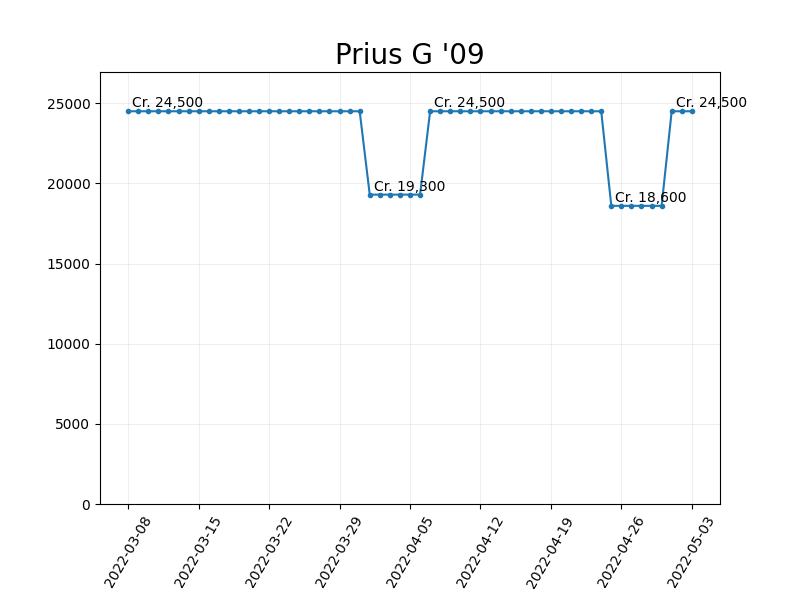 Prius G '09
25000
20000
15000
10000
5000
0
Cr. 24,500
Cr. 19,300
Cr. 24,500
Cr. 18,600
Cr. 24,500
2022-03-08
2022-03-15
2022-03-22
2022-03-29
2022-04-05
2022-04-12
2022-04-19
2022-04-26
2022-05-03